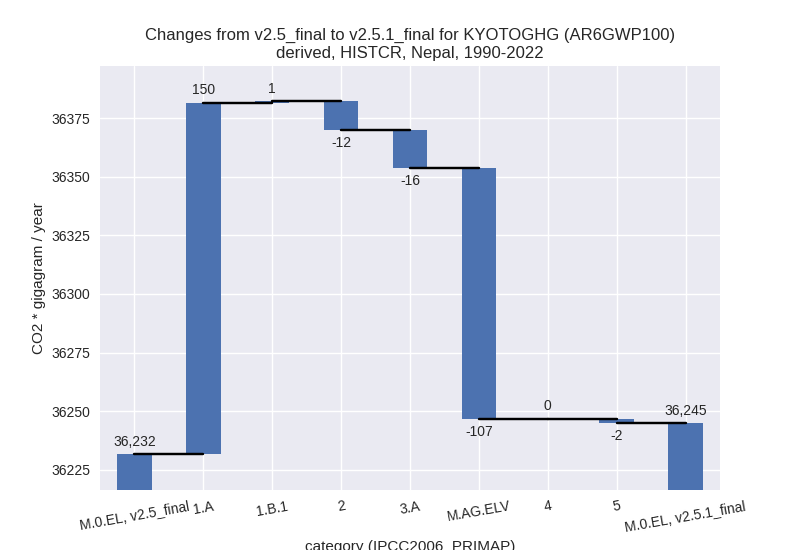 Changes from v2.5_final to v2.5.1_final for KYOTOGHG (AR6GWP100)
derived, HISTCR, Nepal, 1990-2022
CO2 * gigagram / year
36375
36350
36325
36300
36275
36250
36225
36,232
150
1
-12
-16
-107
0
-2
36,245
M.0.EL, v2.5_final
1.A
1.B.1
2
3.A
M.AG.ELV
4
5
M.0.EL, v2.5.1_final
category (IPCC2006_PRIMAP)